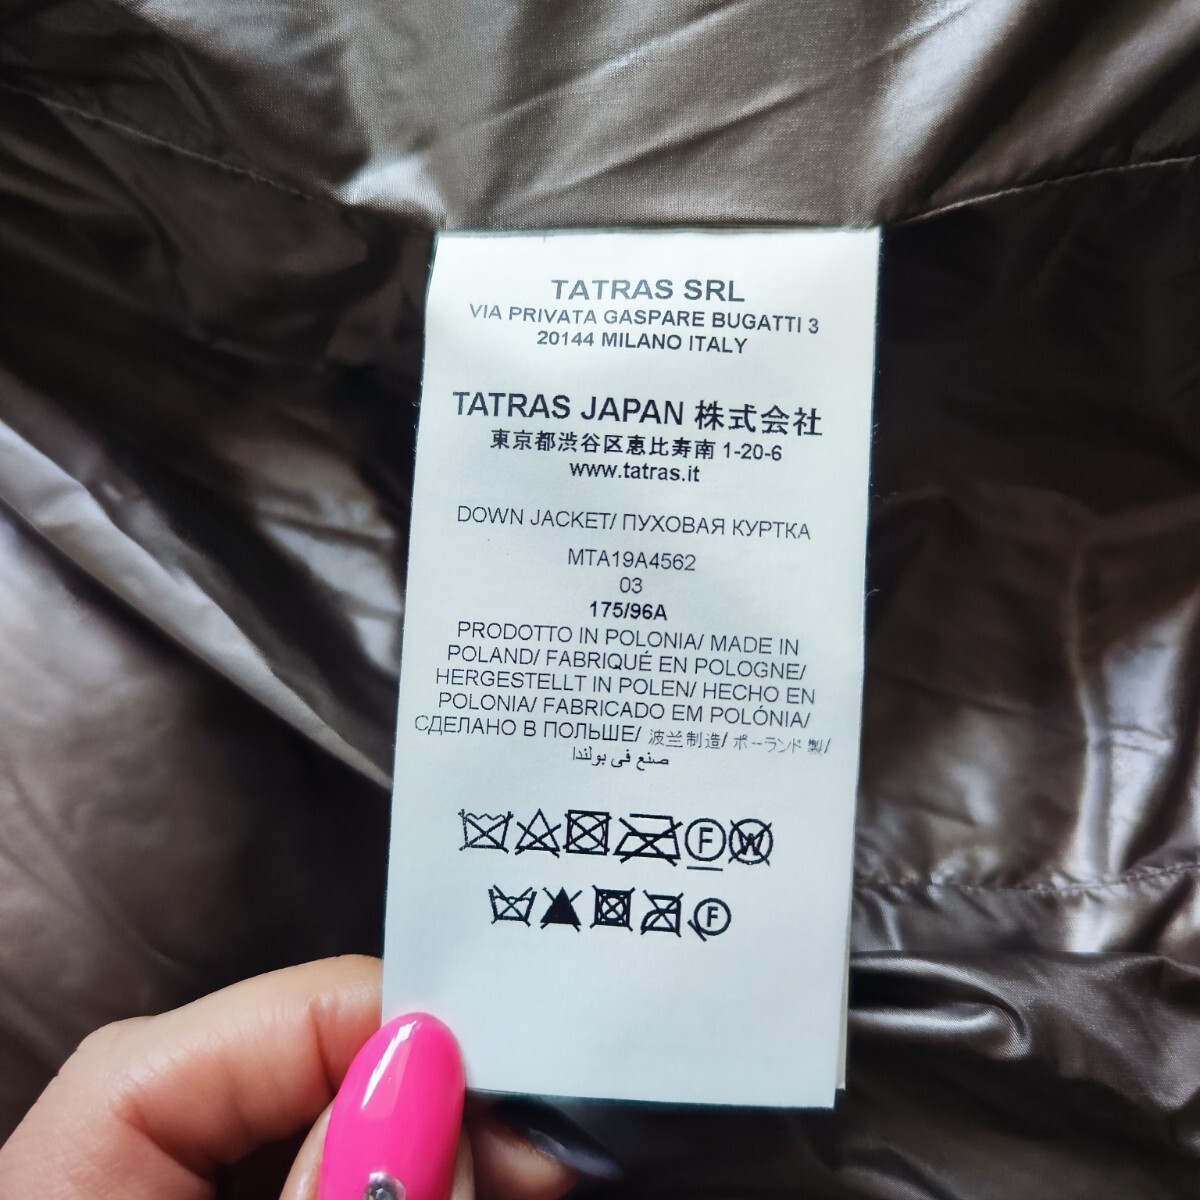 TATRAS SRL
VIA PRIVATA GASPARE BUGATTI 3
20144 MILANO ITALY
TATRAS JAPAN 株式会社
東京都渋谷区恵比寿南 1-20-6
www.tatras.it
DOWN JACKET/ ПУХОВАЯ КУРТКА
MTA19A4562
03
175/96A
PRODOTTO IN POLONIA/ MADE IN
POLAND/ FABRIQUÉ EN POLOGNE/
HERGESTELLT IN POLEN/ HECHO EN
POLONIA/ FABRICADO EM POLÓNIA/
СДЕЛАНО В ПОЛЬШЕ/ 波兰制造/ ポーランド 製/
صنع في بولندا
F W
F